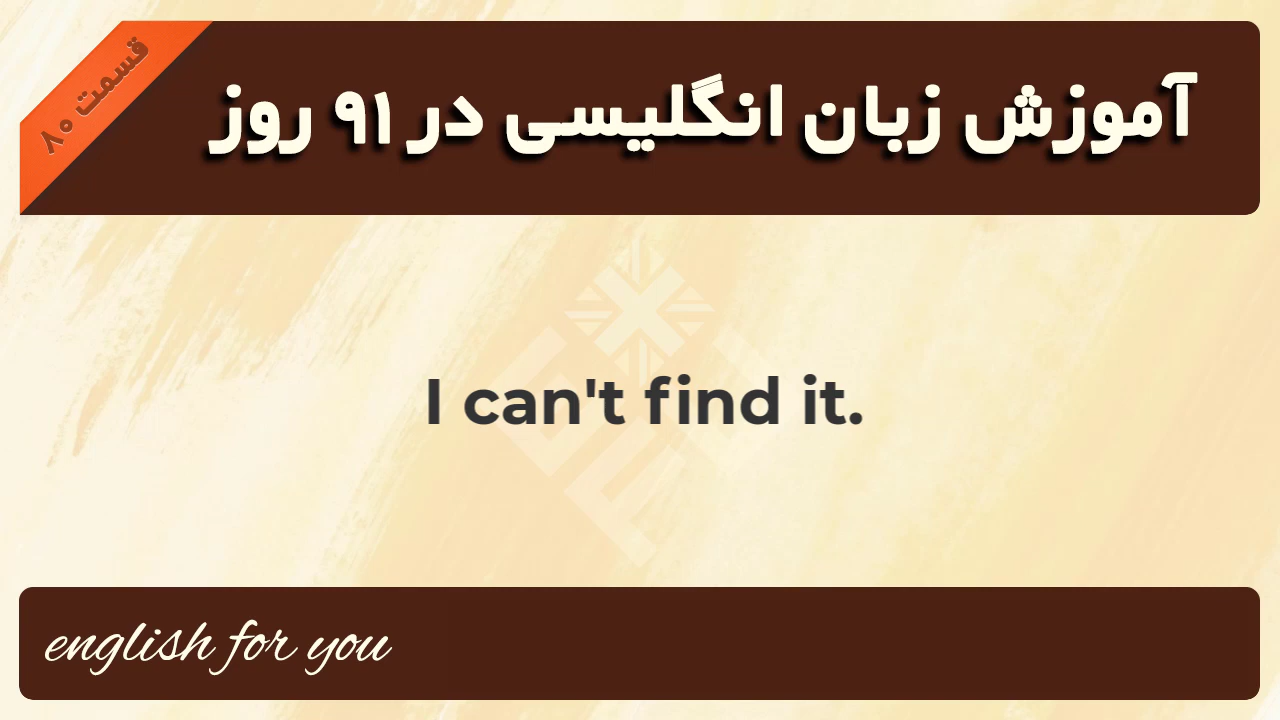 قسمت ۸۰
آموزش زبان انگلیسی در ۹۱ روز
I can't find it.
english for you